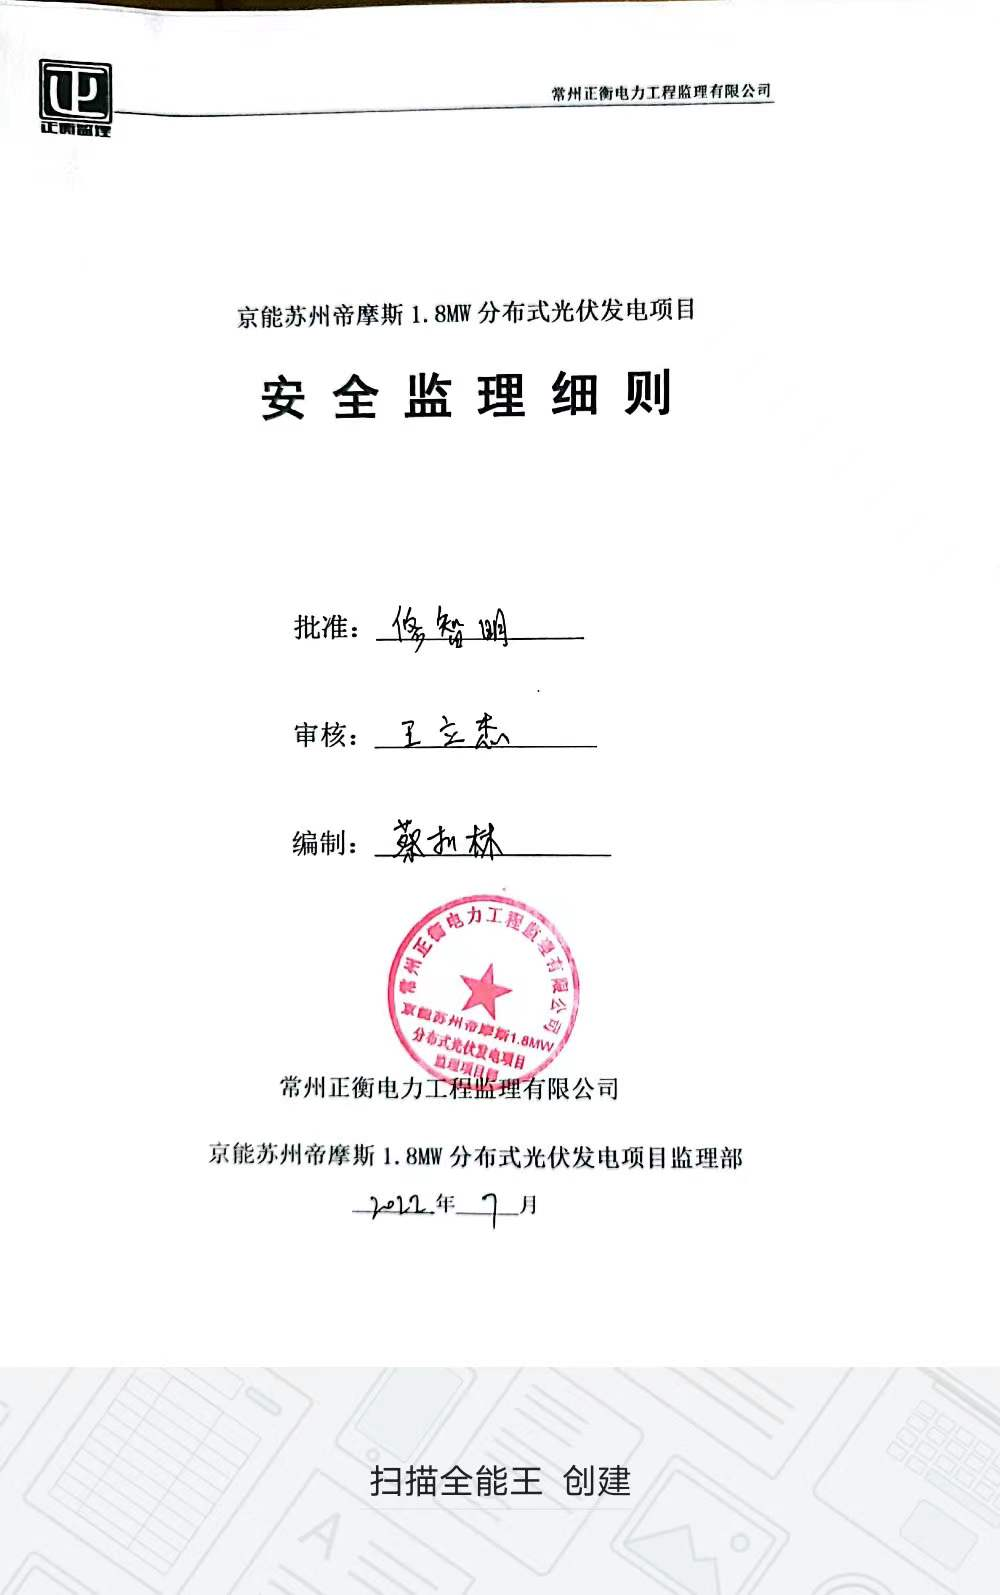 正衡监理
常州正衡电力工程监理有限公司
京能苏州帝摩斯1.8MW分布式光伏发电项目
安全监理细则
批准：修智明
审核：王立杰
编制：蔡扣林
常州正衡电力工程监理有限公司
京能苏州帝摩斯1.8MW
分布式光伏发电项目
监理项目部
常州正衡电力工程监理有限公司
京能苏州帝摩斯1.8MW分布式光伏发电项目监理部
2022年7月
扫描全能王 创建